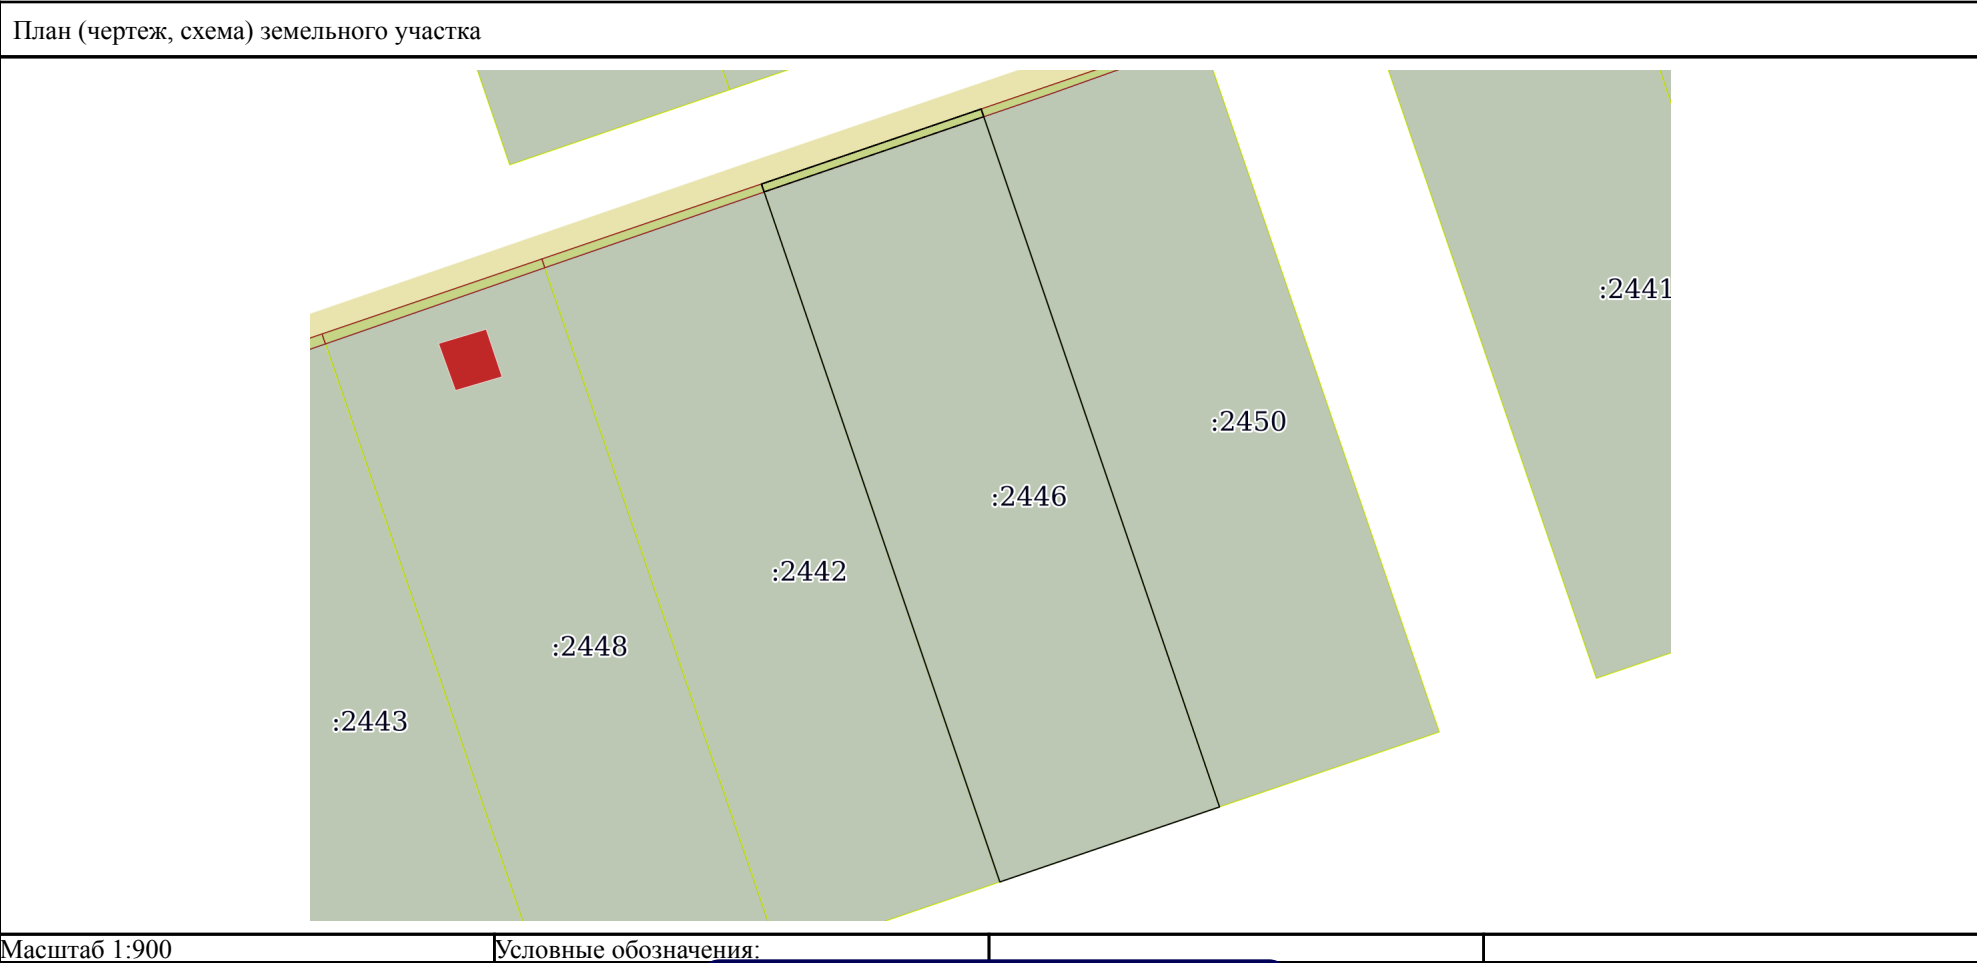 План (чертеж, схема) земельного участка
:2441
:2450
:2446
:2442
:2448
:2443
Масштаб 1:900
Условные обозначения: